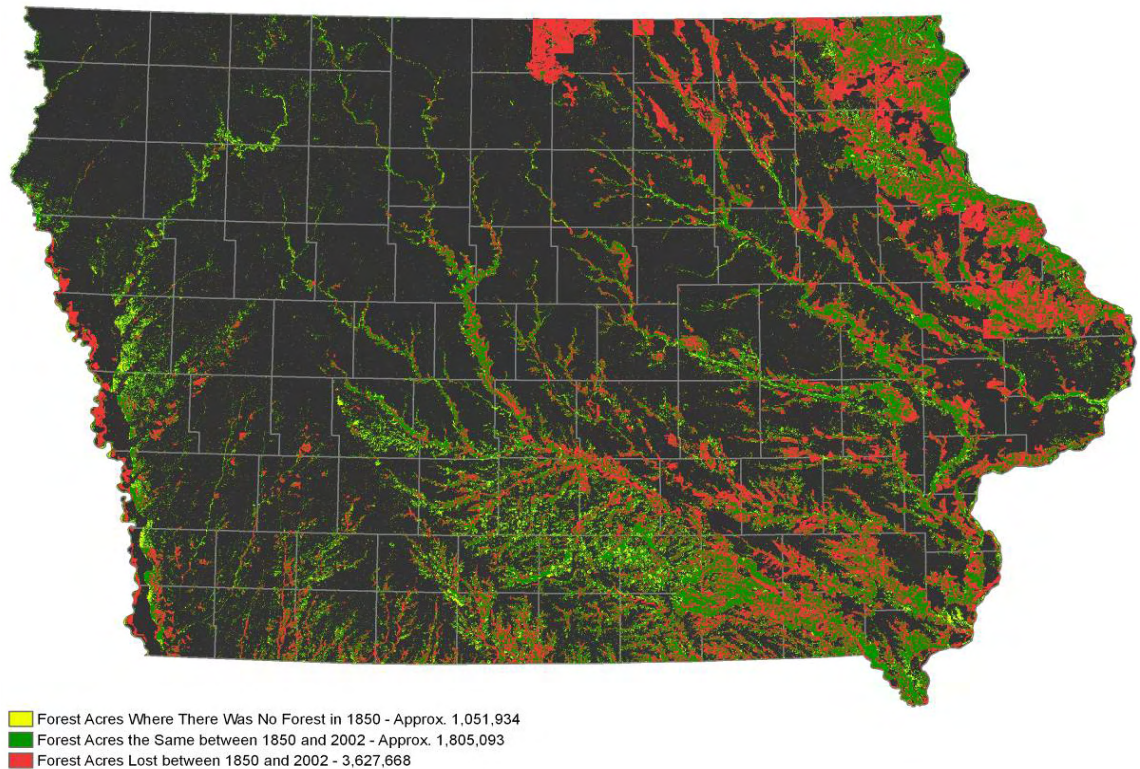 Forest Acres Where There Was No Forest in 1850 - Approx. 1,051,934
Forest Acres the Same between 1850 and 2002 - Approx. 1,805,093
Forest Acres Lost between 1850 and 2002 - 3,627,668